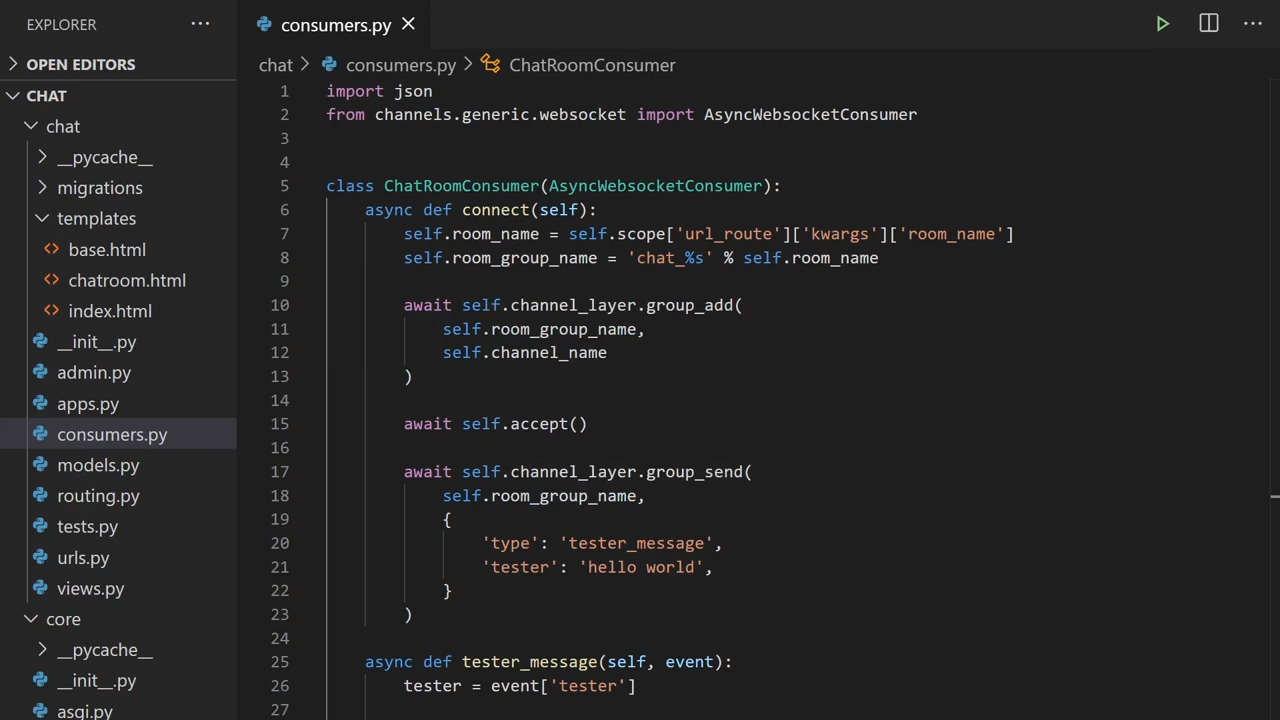 EXPLORER ...
OPEN EDITORS
CHAT
chat
__pycache__
migrations
templates
base.html
chatroom.html
index.html
__init__.py
admin.py
apps.py
consumers.py
models.py
routing.py
tests.py
urls.py
views.py
core
__pycache__
__init__.py
asgi.py
consumers.py
chat > consumers.py > ChatRoomConsumer
1 import json
2 from channels.generic.websocket import AsyncWebsocketConsumer
3
4
5 class ChatRoomConsumer(AsyncWebsocketConsumer):
6     async def connect(self):
7         self.room_name = self.scope['url_route']['kwargs']['room_name']
8         self.room_group_name = 'chat_%s' % self.room_name
9
10         await self.channel_layer.group_add(
11             self.room_group_name,
12             self.channel_name
13         )
14
15         await self.accept()
16
17         await self.channel_layer.group_send(
18             self.room_group_name,
19             {
20                 'type': 'tester_message',
21                 'tester': 'hello world',
22             }
23         )
24
25     async def tester_message(self, event):
26         tester = event['tester']
27